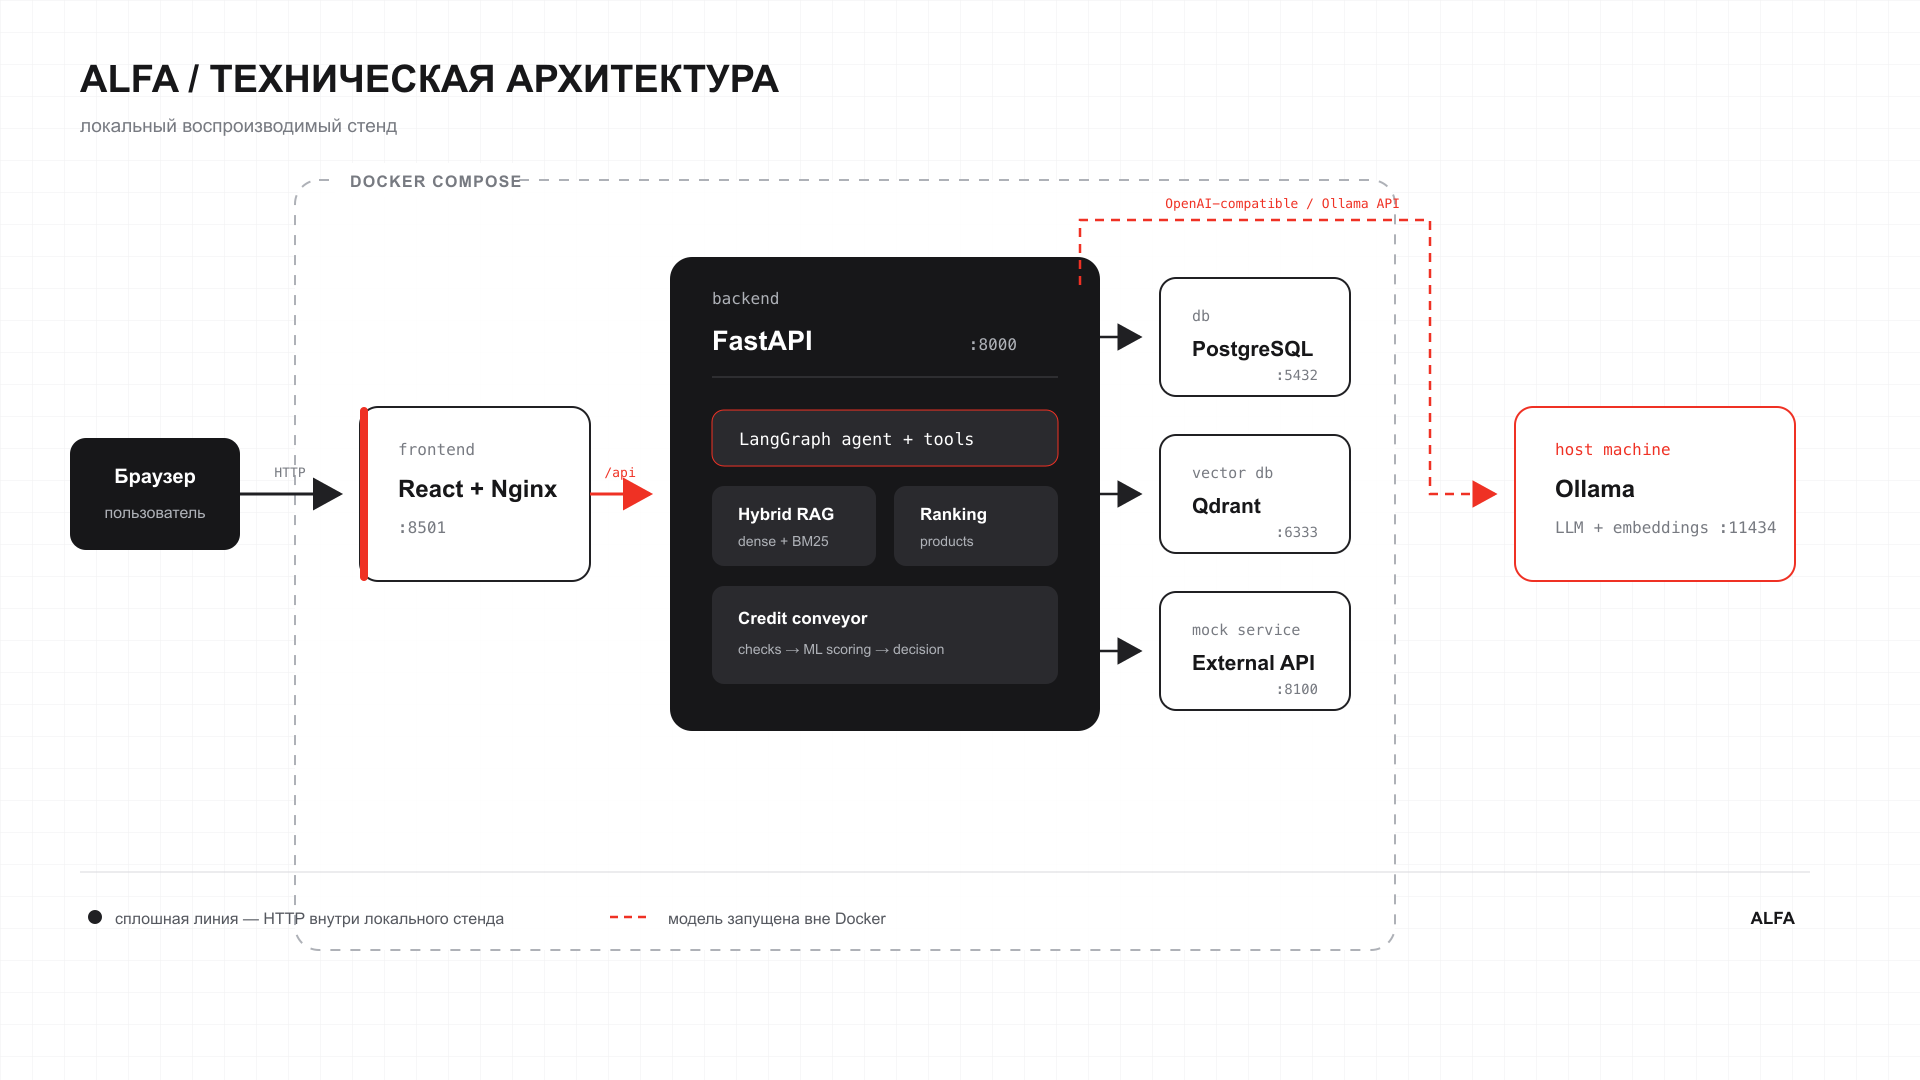 ALFA / ТЕХНИЧЕСКАЯ АРХИТЕКТУРА
локальный воспроизводимый стенд
DOCKER COMPOSE
OpenAI-compatible / Ollama API
Браузер
пользователь
HTTP
frontend
React + Nginx
:8501
/api
backend
FastAPI :8000
LangGraph agent + tools
Hybrid RAG
dense + BM25
Ranking
products
Credit conveyor
checks → ML scoring → decision
db
PostgreSQL
:5432
vector db
Qdrant
:6333
mock service
External API
:8100
host machine
Ollama
LLM + embeddings :11434
сплошная линия — HTTP внутри локального стенда
модель запущена вне Docker
ALFA